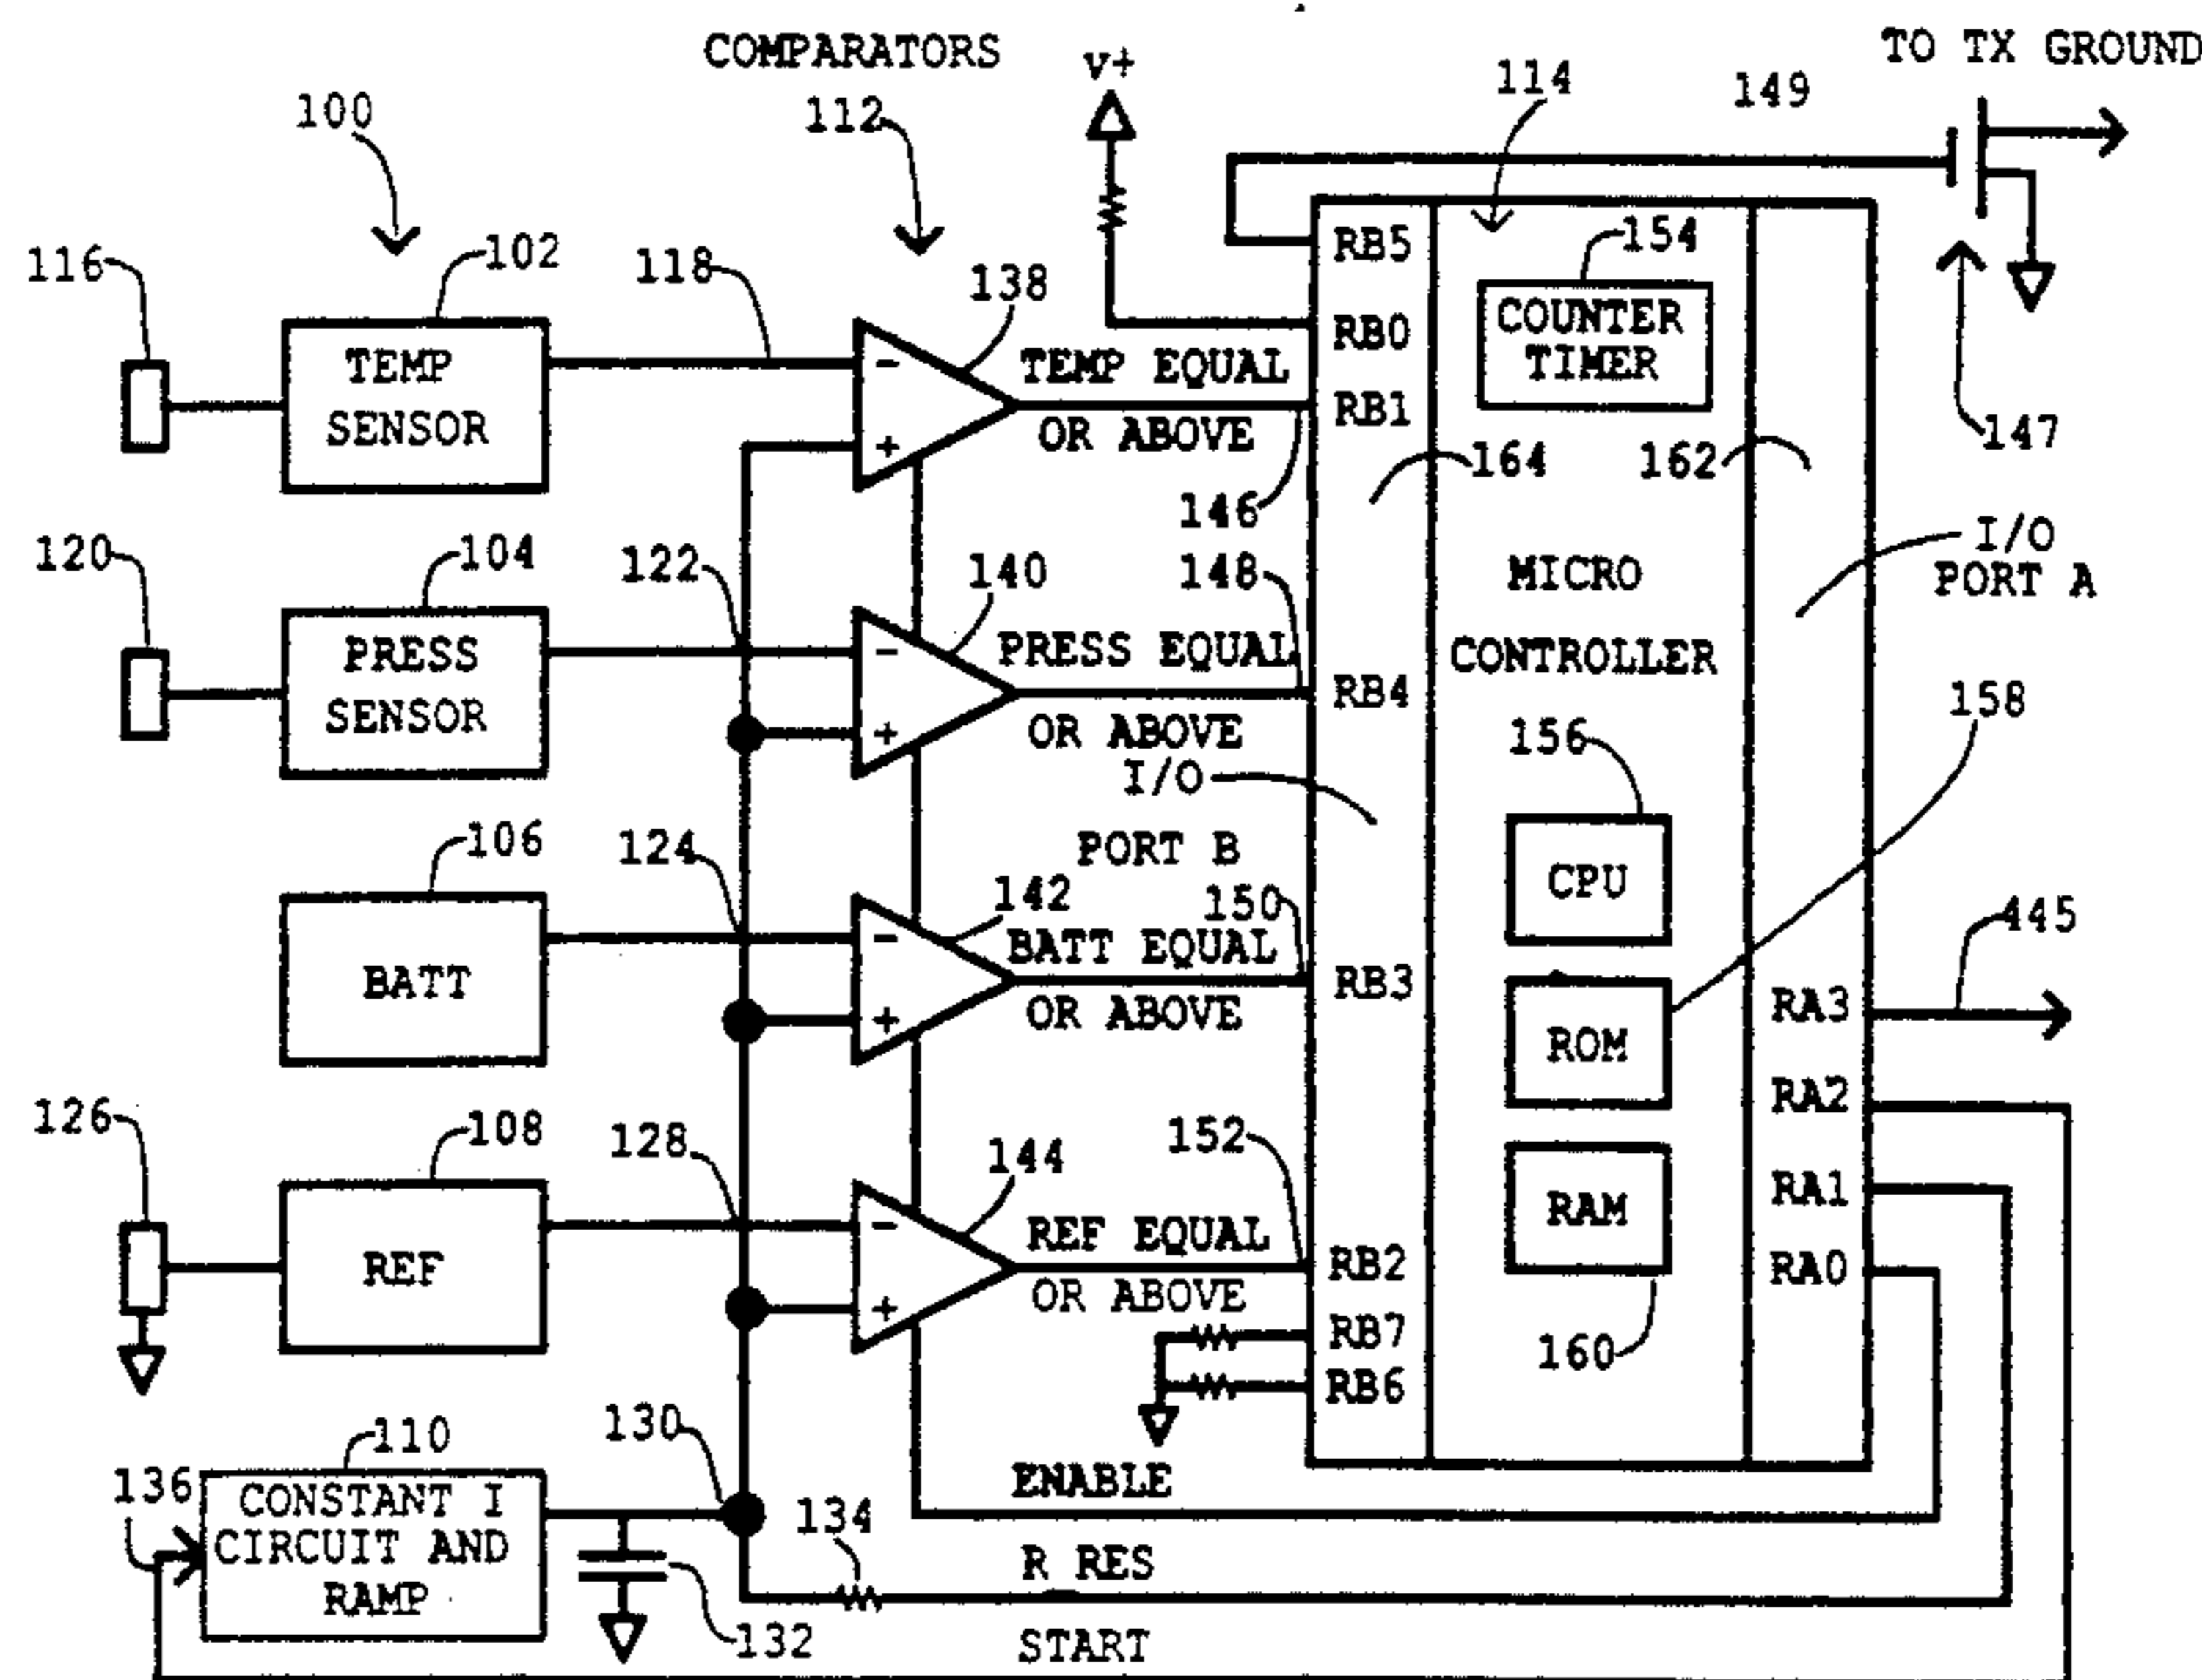 COMPARATORS
v+
TO TX GROUND
100
112
114
149
116
102
118
138
RB5
154
TEMP
SENSOR
-
+
TEMP EQUAL
OR ABOVE
RB0
RB1
COUNTER
TIMER
147
146
164
162
120
104
122
140
148
I/O
PORT A
PRESS
SENSOR
-
+
PRESS EQUAL
OR ABOVE
RB4
MICRO
CONTROLLER
158
I/O
PORT B
156
106
124
142
150
CPU
BATT
-
+
BATT EQUAL
OR ABOVE
RB3
ROM
445
RA3
RA2
126
108
128
144
152
REF
-
+
REF EQUAL
OR ABOVE
RB2
RAM
RA1
RA0
RB7
RB6
160
110
130
136
CONSTANT I
CIRCUIT AND
RAMP
ENABLE
134
R RES
132
START